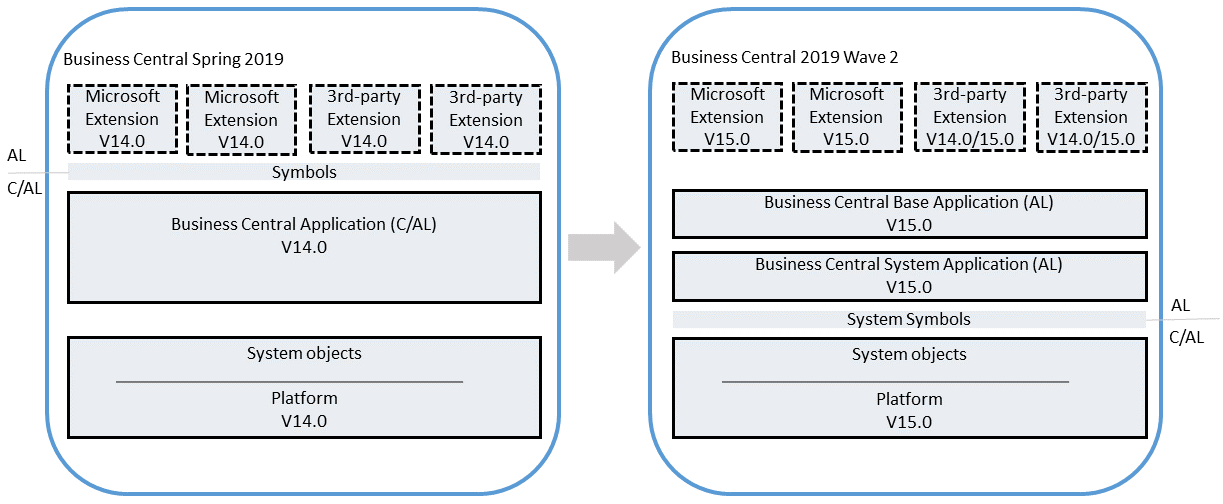 Business Central Spring 2019
Microsoft
Extension
V14.0
Microsoft
Extension
V14.0
3rd-party
Extension
V14.0
3rd-party
Extension
V14.0
AL
C/AL
Symbols
Business Central Application (C/AL)
V14.0
System objects
Platform
V14.0
Business Central 2019 Wave 2
Microsoft
Extension
V15.0
Microsoft
Extension
V15.0
3rd-party
Extension
V14.0/15.0
3rd-party
Extension
V14.0/15.0
Business Central Base Application (AL)
V15.0
Business Central System Application (AL)
V15.0
System Symbols
AL
C/AL
System objects
Platform
V15.0